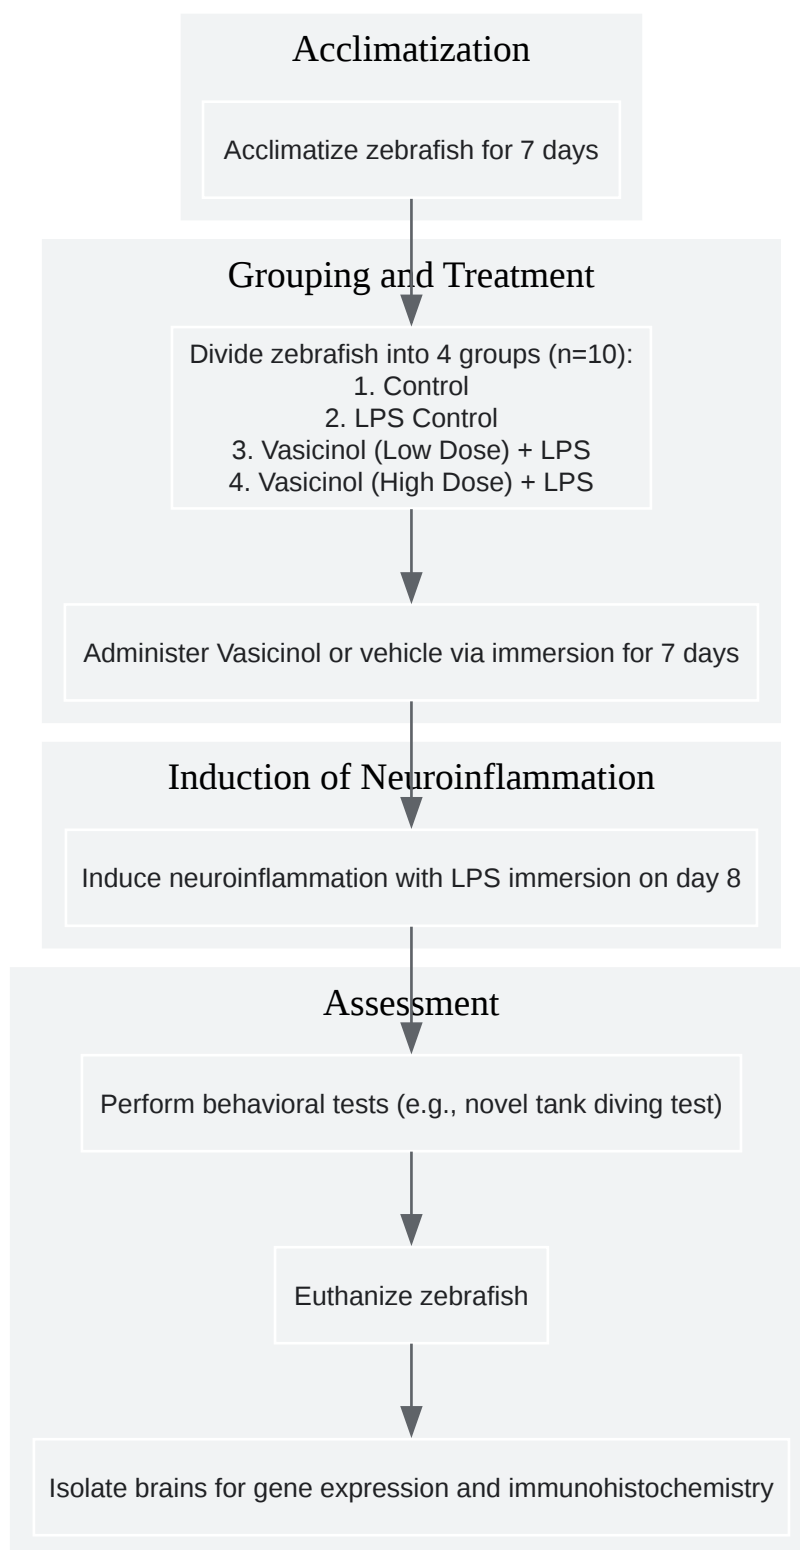 Acclimatization
Acclimatize zebrafish for 7 days
Grouping and Treatment
Divide zebrafish into 4 groups (n=10):
1. Control
2. LPS Control
3. Vasicinol (Low Dose) + LPS
4. Vasicinol (High Dose) + LPS
Administer Vasicinol or vehicle via immersion for 7 days
Induction of Neuroinflammation
Induce neuroinflammation with LPS immersion on day 8
Assessment
Perform behavioral tests (e.g., novel tank diving test)
Euthanize zebrafish
Isolate brains for gene expression and immunohistochemistry